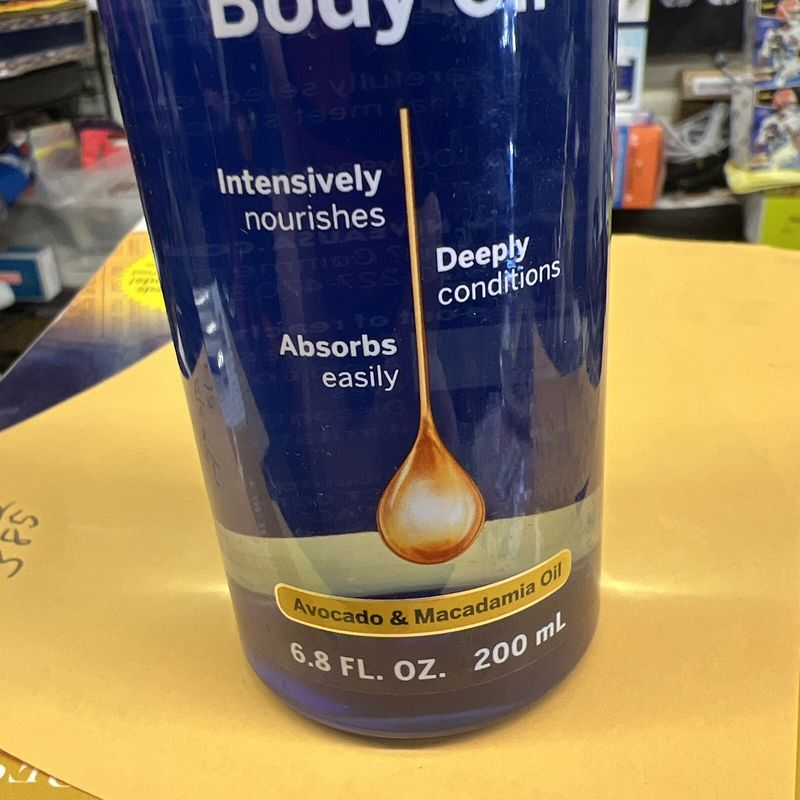 Body Oil
Intensively
nourishes
Deeply
conditions
Absorbs
easily
Avocado & Macadamia Oil
6.8 FL. OZ. 200 mL